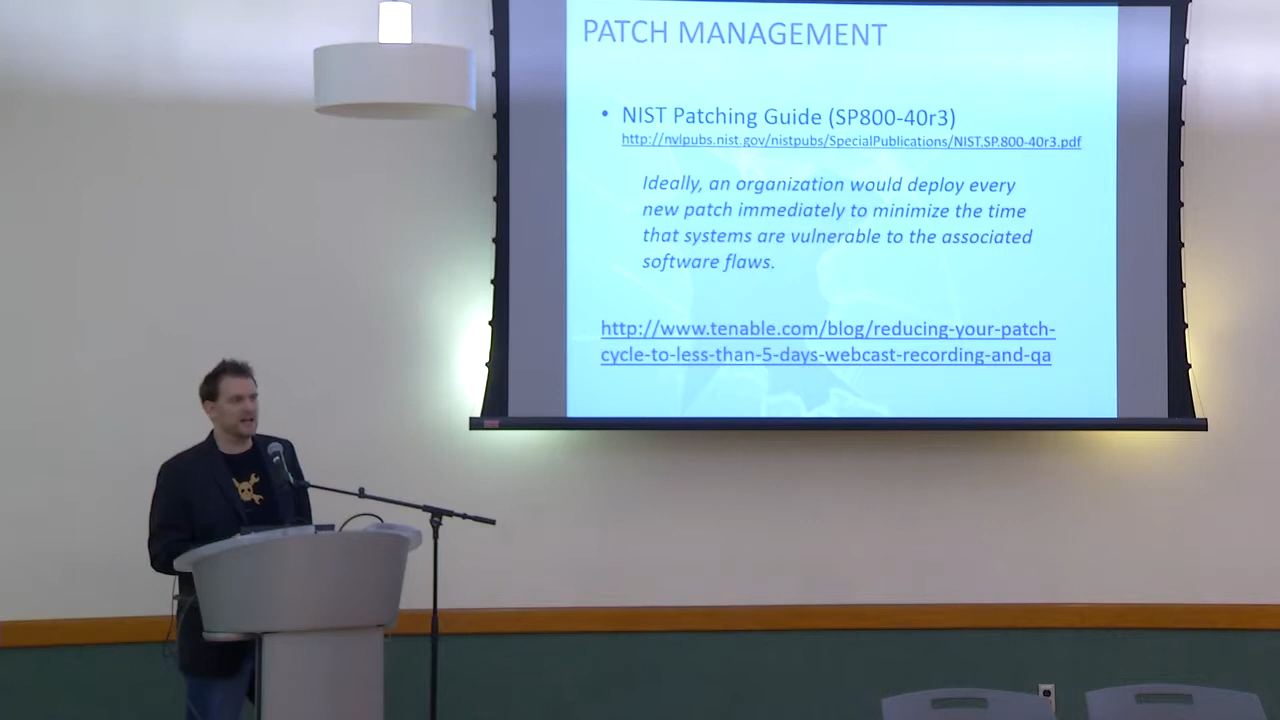 PATCH MANAGEMENT
• NIST Patching Guide (SP800-40r3)
http://nvlpubs.nist.gov/nistpubs/SpecialPublications/NIST.SP.800-40r3.pdf
Ideally, an organization would deploy every
new patch immediately to minimize the time
that systems are vulnerable to the associated
software flaws.
http://www.tenable.com/blog/reducing-your-patch-
cycle-to-less-than-5-days-webcast-recording-and-qa